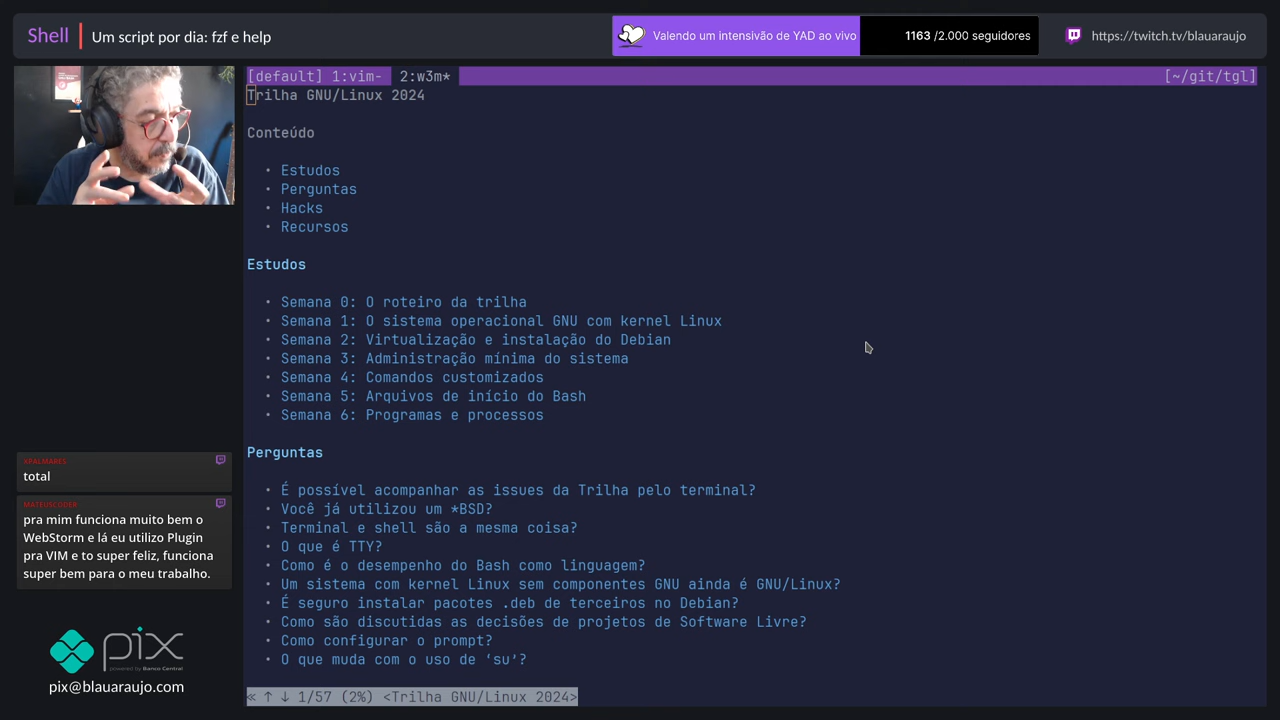 Shell
Um script por dia: fzf e help
Valendo um intensivão de YAD ao vivo
1163 /2.000 seguidores
https://twitch.tv/blauaraujo
[default] 1:vim- 2:w3m*
[~/git/tgl]
Trilha GNU/Linux 2024
Conteúdo
• Estudos
• Perguntas
• Hacks
• Recursos
Estudos
• Semana 0: O roteiro da trilha
• Semana 1: O sistema operacional GNU com kernel Linux
• Semana 2: Virtualização e instalação do Debian
• Semana 3: Administração mínima do sistema
• Semana 4: Comandos customizados
• Semana 5: Arquivos de início do Bash
• Semana 6: Programas e processos
Perguntas
• É possível acompanhar as issues da Trilha pelo terminal?
• Você já utilizou um *BSD?
• Terminal e shell são a mesma coisa?
• O que é TTY?
• Como é o desempenho do Bash como linguagem?
• Um sistema com kernel Linux sem componentes GNU ainda é GNU/Linux?
• É seguro instalar pacotes .deb de terceiros no Debian?
• Como são discutidas as decisões de projetos de Software Livre?
• Como configurar o prompt?
• O que muda com o uso de ‘su’?
« ↑ ↓ 1/57 (2%) <Trilha GNU/Linux 2024>
total
MATEUSCODER
pra mim funciona muito bem o
WebStorm e lá eu utilizo Plugin
pra VIM e to super feliz, funciona
super bem para o meu trabalho.
pix
powered by Banco Central
pix@blauaraujo.com